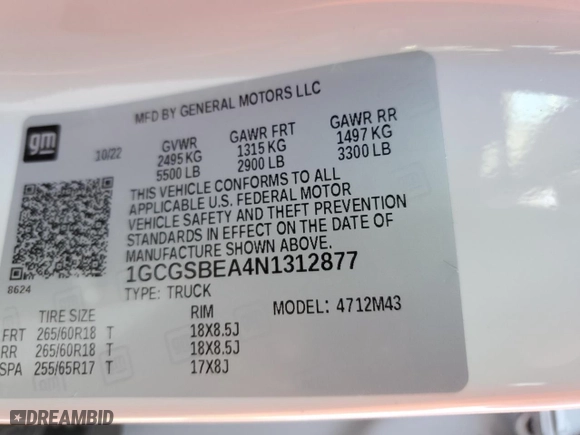 MFD BY GENERAL MOTORS LLC
gm
10/22
GVWR GAWR FRT GAWR RR
2495 KG 1315 KG 1497 KG
5500 LB 2900 LB 3300 LB
THIS VEHICLE CONFORMS TO ALL
APPLICABLE U.S. FEDERAL MOTOR
VEHICLE SAFETY AND THEFT PREVENTION
STANDARDS IN EFFECT ON THE DATE OF
MANUFACTURE SHOWN ABOVE.
8624
1GCGSBEA4N1312877
TYPE: TRUCK MODEL: 4712M43
TIRE SIZE RIM
FRT 265/60R18 T 18X8.5J
RR 265/60R18 T 18X8.5J
SPA 255/65R17 T 17X8J
DREAMBID